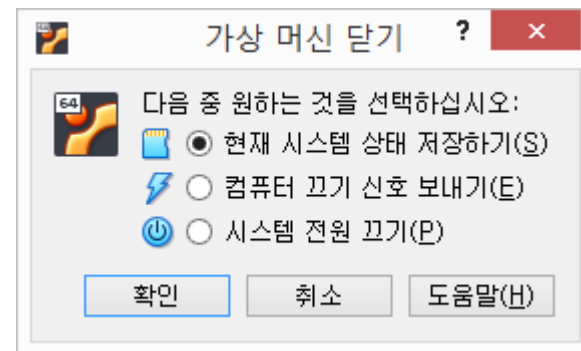 가상 머신 닫기 ? ×
64 다음 중 원하는 것을 선택하십시오:
현재 시스템 상태 저장하기(S)
컴퓨터 끄기 신호 보내기(E)
시스템 전원 끄기(P)
확인 취소 도움말(H)